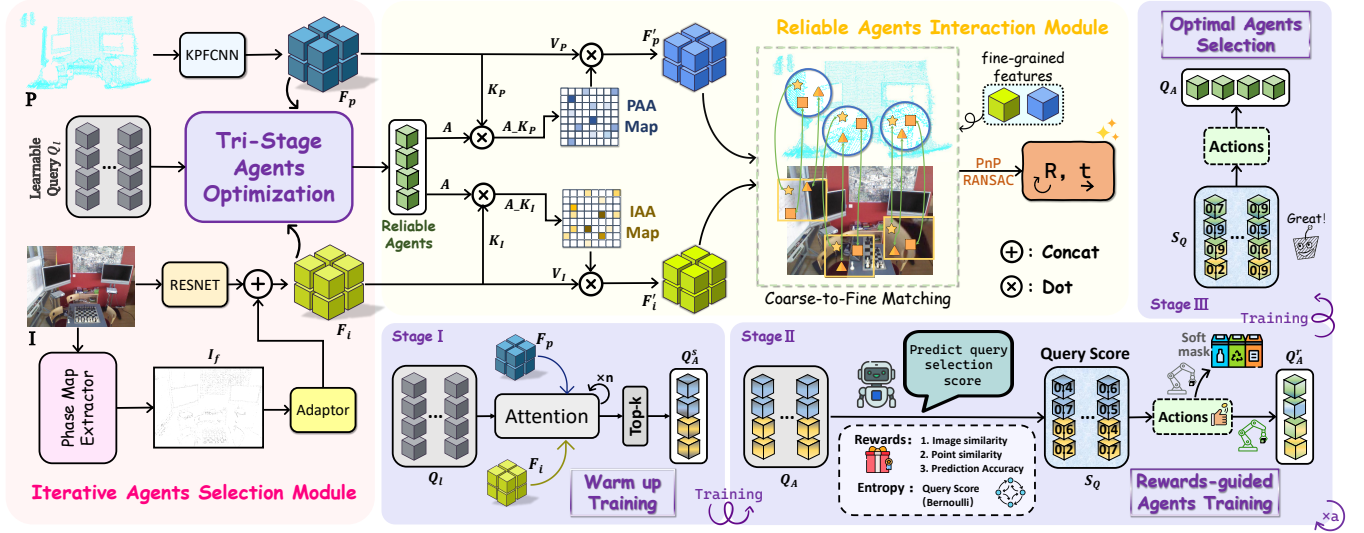 P
KPFCNN
F_p
Learnable
Query Q_l
Tri-Stage
Agents
Optimization
I
RESNET
F_i
Phase Map
Extractor
I_f
Adaptor
Iterative Agents Selection Module
Reliable
Agents
A
A
K_P
K_I
A_K_P
A_K_I
V_P
V_I
PAA
Map
IAA
Map
F'_p
F'_i
Reliable Agents Interaction Module
fine-grained
features
Coarse-to-Fine Matching
PnP
RANSAC
R, t
: Concat
: Dot
Optimal Agents
Selection
Q_A
Actions
S_Q
0,7
0,9
0,9
0,2
0,9
0,5
0,6
0,9
Great!
Stage III
Training
Stage I
Q_l
F_p
Attention
×n
F_i
Top-k
Q_A^s
Warm up
Training
Training
Stage II
Q_A
Predict query
selection
score
Rewards:
1. Image similarity
2. Point similarity
3. Prediction Accuracy
Entropy :
Query Score
(Bernoulli)
Query Score
0,4
0,7
0,6
0,2
0,6
0,5
0,4
0,7
S_Q
Soft
mask
Actions
Q_A^r
Rewards-guided
Agents Training
×a